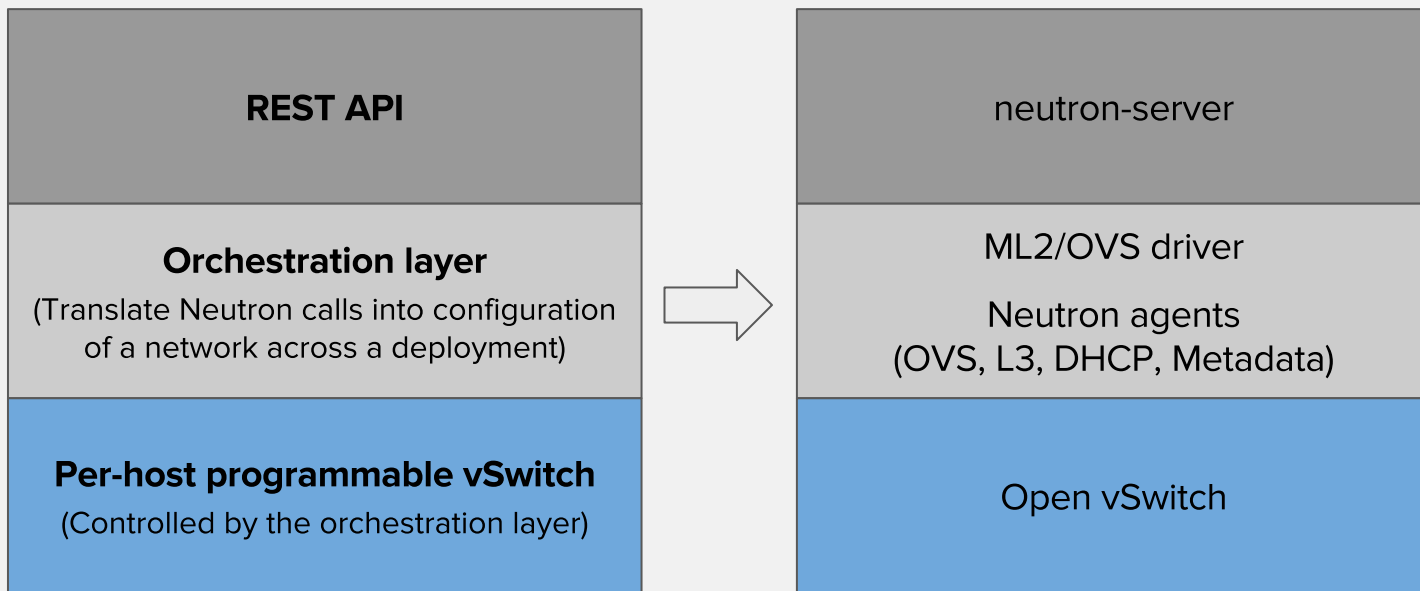 REST API
Orchestration layer
(Translate Neutron calls into configuration
of a network across a deployment)
Per-host programmable vSwitch
(Controlled by the orchestration layer)
neutron-server
ML2/OVS driver
Neutron agents
(OVS, L3, DHCP, Metadata)
Open vSwitch